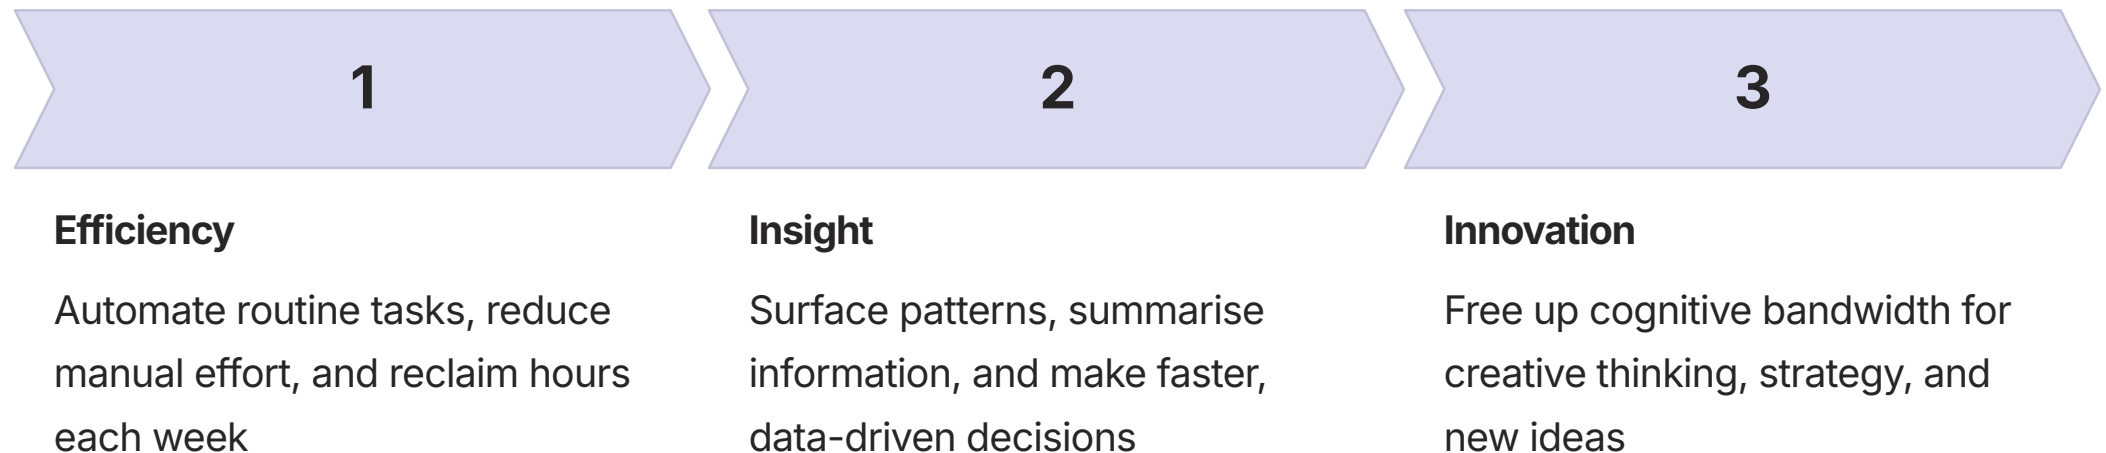 1
2
3
Efficiency
Automate routine tasks, reduce
manual effort, and reclaim hours
each week
Insight
Surface patterns, summarise
information, and make faster,
data-driven decisions
Innovation
Free up cognitive bandwidth for
creative thinking, strategy, and
new ideas